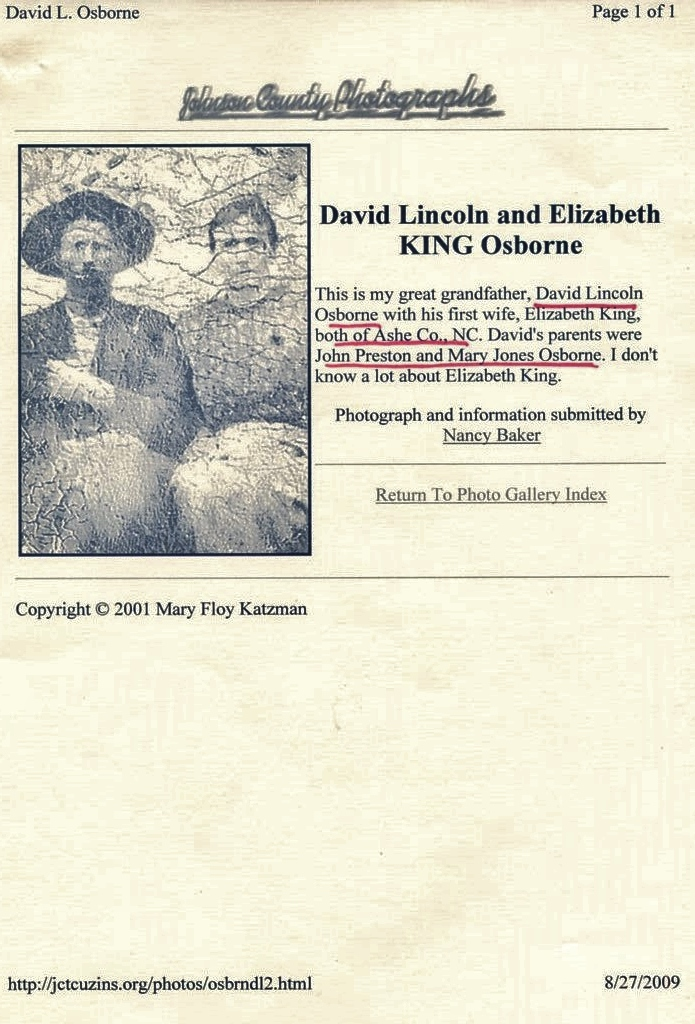 David L. Osborne Page 1 of 1
Johnson County Photographs
David Lincoln and Elizabeth
KING Osborne
This is my great grandfather, David Lincoln
Osborne with his first wife, Elizabeth King,
both of Ashe Co., NC. David's parents were
John Preston and Mary Jones Osborne. I don't
know a lot about Elizabeth King.
Photograph and information submitted by
Nancy Baker
Return To Photo Gallery Index
Copyright © 2001 Mary Floy Katzman
http://jctcuzins.org/photos/osbrndl2.html 8/27/2009